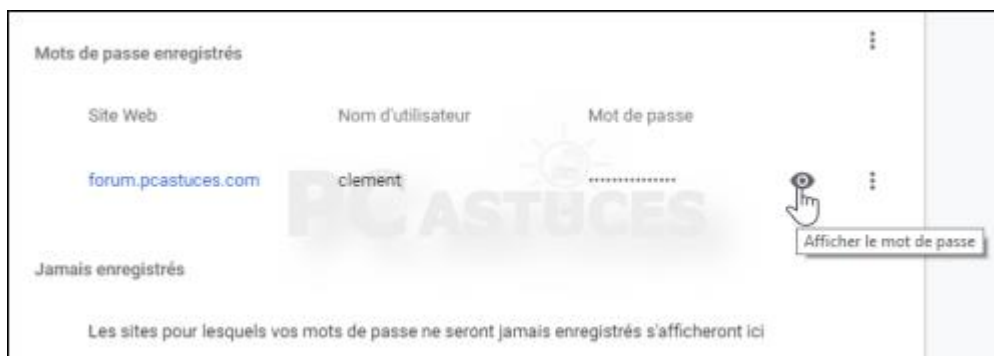 Mots de passe enregistrés
Site Web Nom d'utilisateur Mot de passe
forum.pcastuces.com clement •••••••••••••••
PC ASTUCES
Afficher le mot de passe
Jamais enregistrés
Les sites pour lesquels vos mots de passe ne seront jamais enregistrés s'afficheront ici